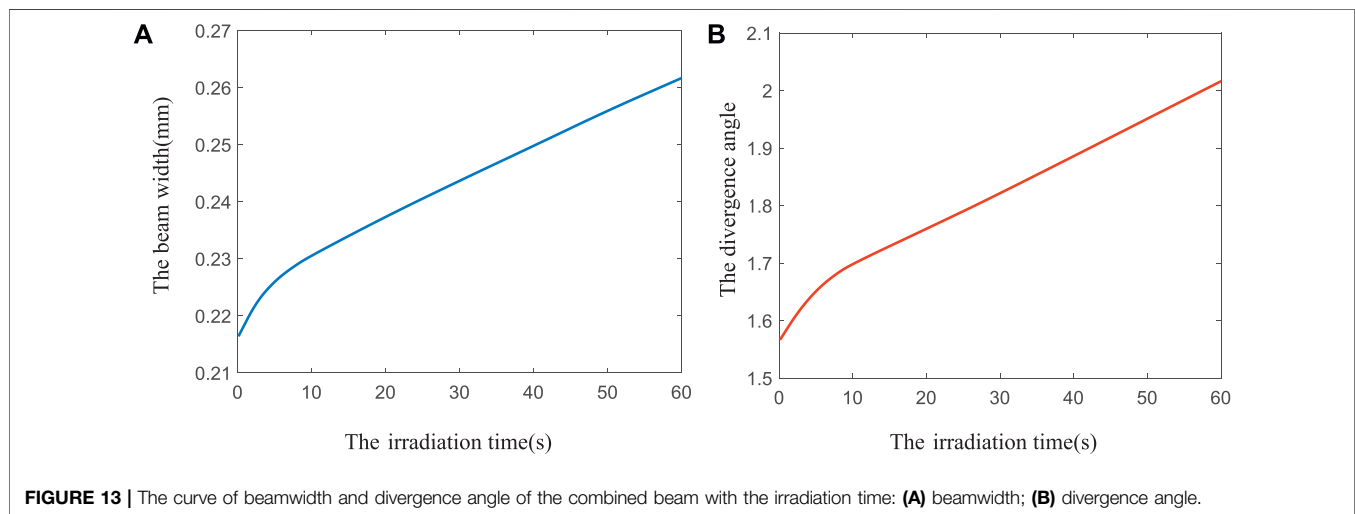 A
0.27
0.26
0.25
0.24
0.23
0.22
0.21
The beam width(mm)
0 10 20 30 40 50 60
The irradiation time(s)
B
2.1
2
1.9
1.8
1.7
1.6
1.5
The divergence angle
0 10 20 30 40 50 60
The irradiation time(s)
FIGURE 13 | The curve of beamwidth and divergence angle of the combined beam with the irradiation time: (A) beamwidth; (B) divergence angle.